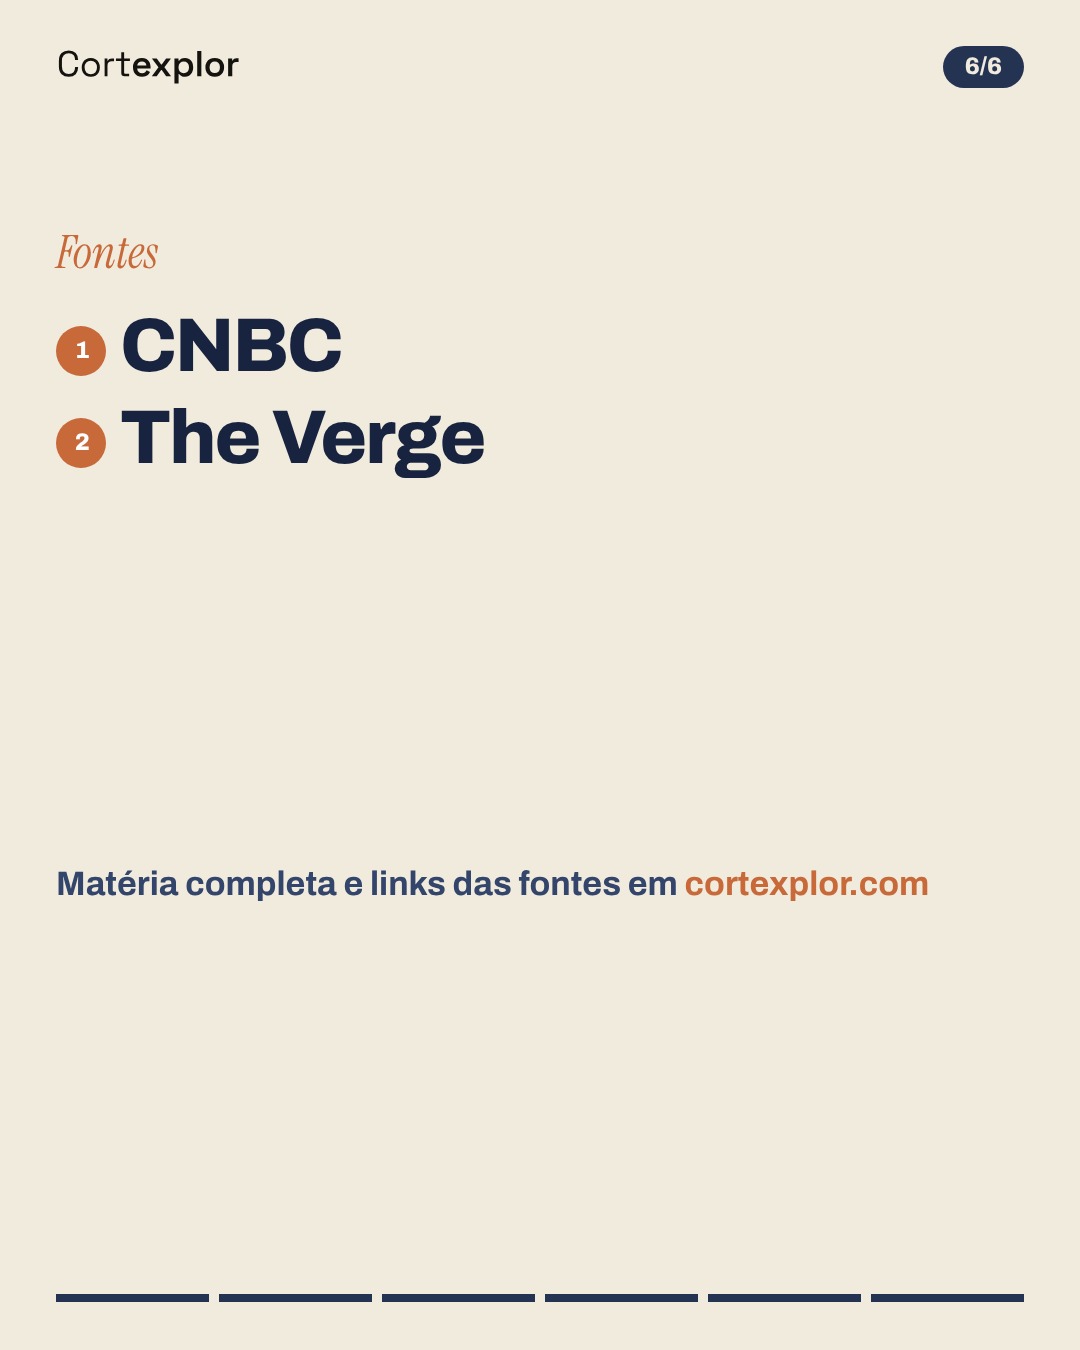 Cortexplor
6/6
Fontes
1 CNBC
2 The Verge
Matéria completa e links das fontes em cortexplor.com